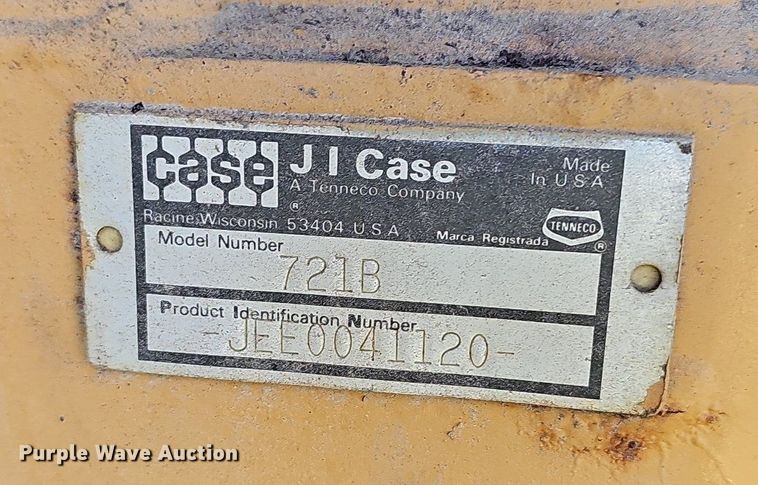 case J I Case
A Tenneco Company
Made
In U S A
®
Racine, Wisconsin 53404 U.S.A
Marca Registrada
TENNECO
®
Model Number
721B
Product Identification Number
-JEE0041120-
Purple Wave Auction®